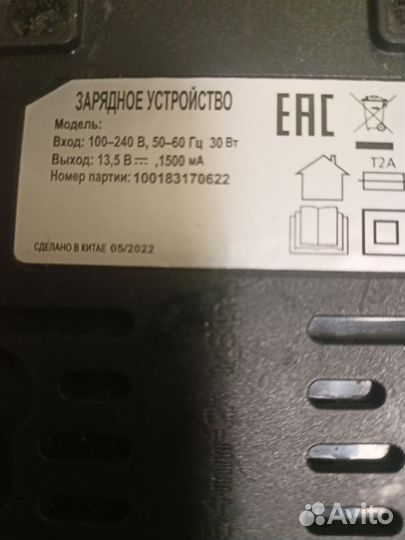 ЗАРЯДНОЕ УСТРОЙСТВО
Модель:
Вход: 100–240 В, 50–60 Гц 30 Вт
Выход: 13,5 В ⎓ ,1500 мА
Номер партии: 100183170622
СДЕЛАНО В КИТАЕ 05/2022
EAC
T2A
Avito